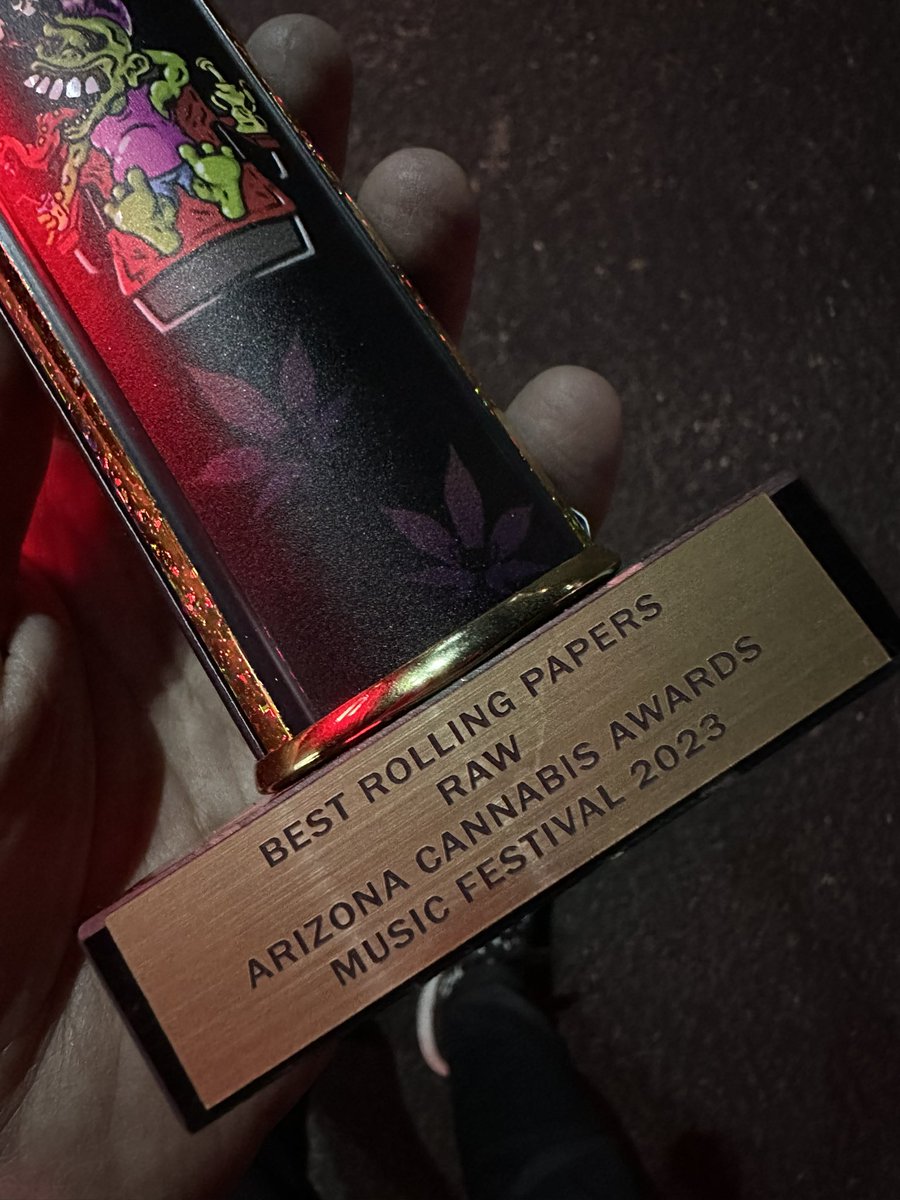 BEST ROLLING PAPERS
RAW
ARIZONA CANNABIS AWARDS
MUSIC FESTIVAL 2023